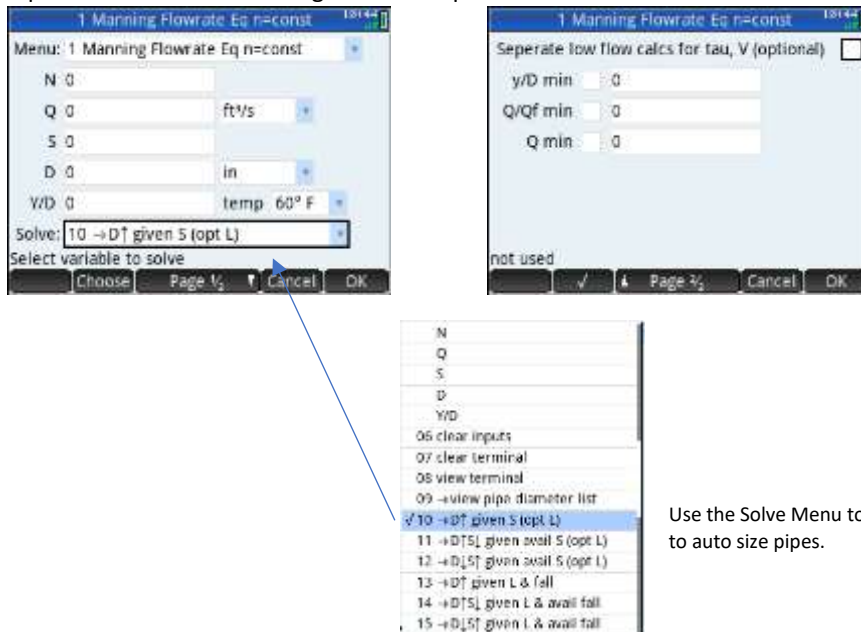 1 Manning Flowrate Eq n=const
Menu: 1 Manning Flowrate Eq n=const
N 0
Q 0 ft³/s
S 0
D 0 in
Y/D 0 temp 60° F
Solve: 10 →D↑ given S (opt L)
Select variable to solve
Choose Page ½ Cancel OK
1 Manning Flowrate Eq n=const
Seperate low flow calcs for tau, V (optional)
y/D min 0
Q/Qf min 0
Q min 0
not used
√ Page 2/2 Cancel OK
N
Q
S
D
Y/D
06 clear inputs
07 clear terminal
08 view terminal
09 →view pipe diameter list
√ 10 →D↑ given S (opt L)
11 →D↑S↓ given avail S (opt L)
12 →D↓S↑ given avail S (opt L)
13 →D↑ given L & fall
14 →D↑S↓ given L & avail fall
15 →D↓S↑ given L & avail fall
Use the Solve Menu to
to auto size pipes.